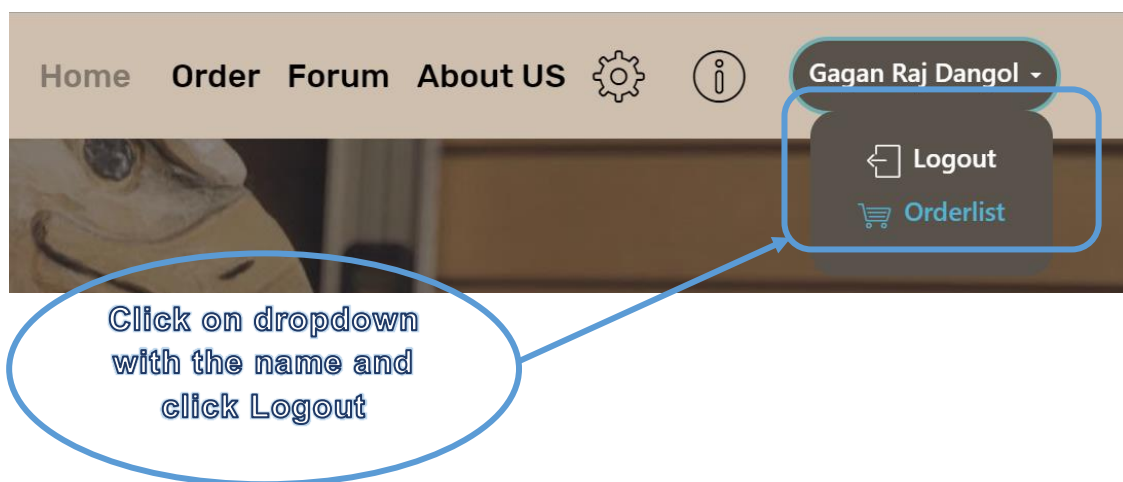 Home Order Forum About US Gagan Raj Dangol
Logout
Orderlist
Click on dropdown
with the name and
click Logout